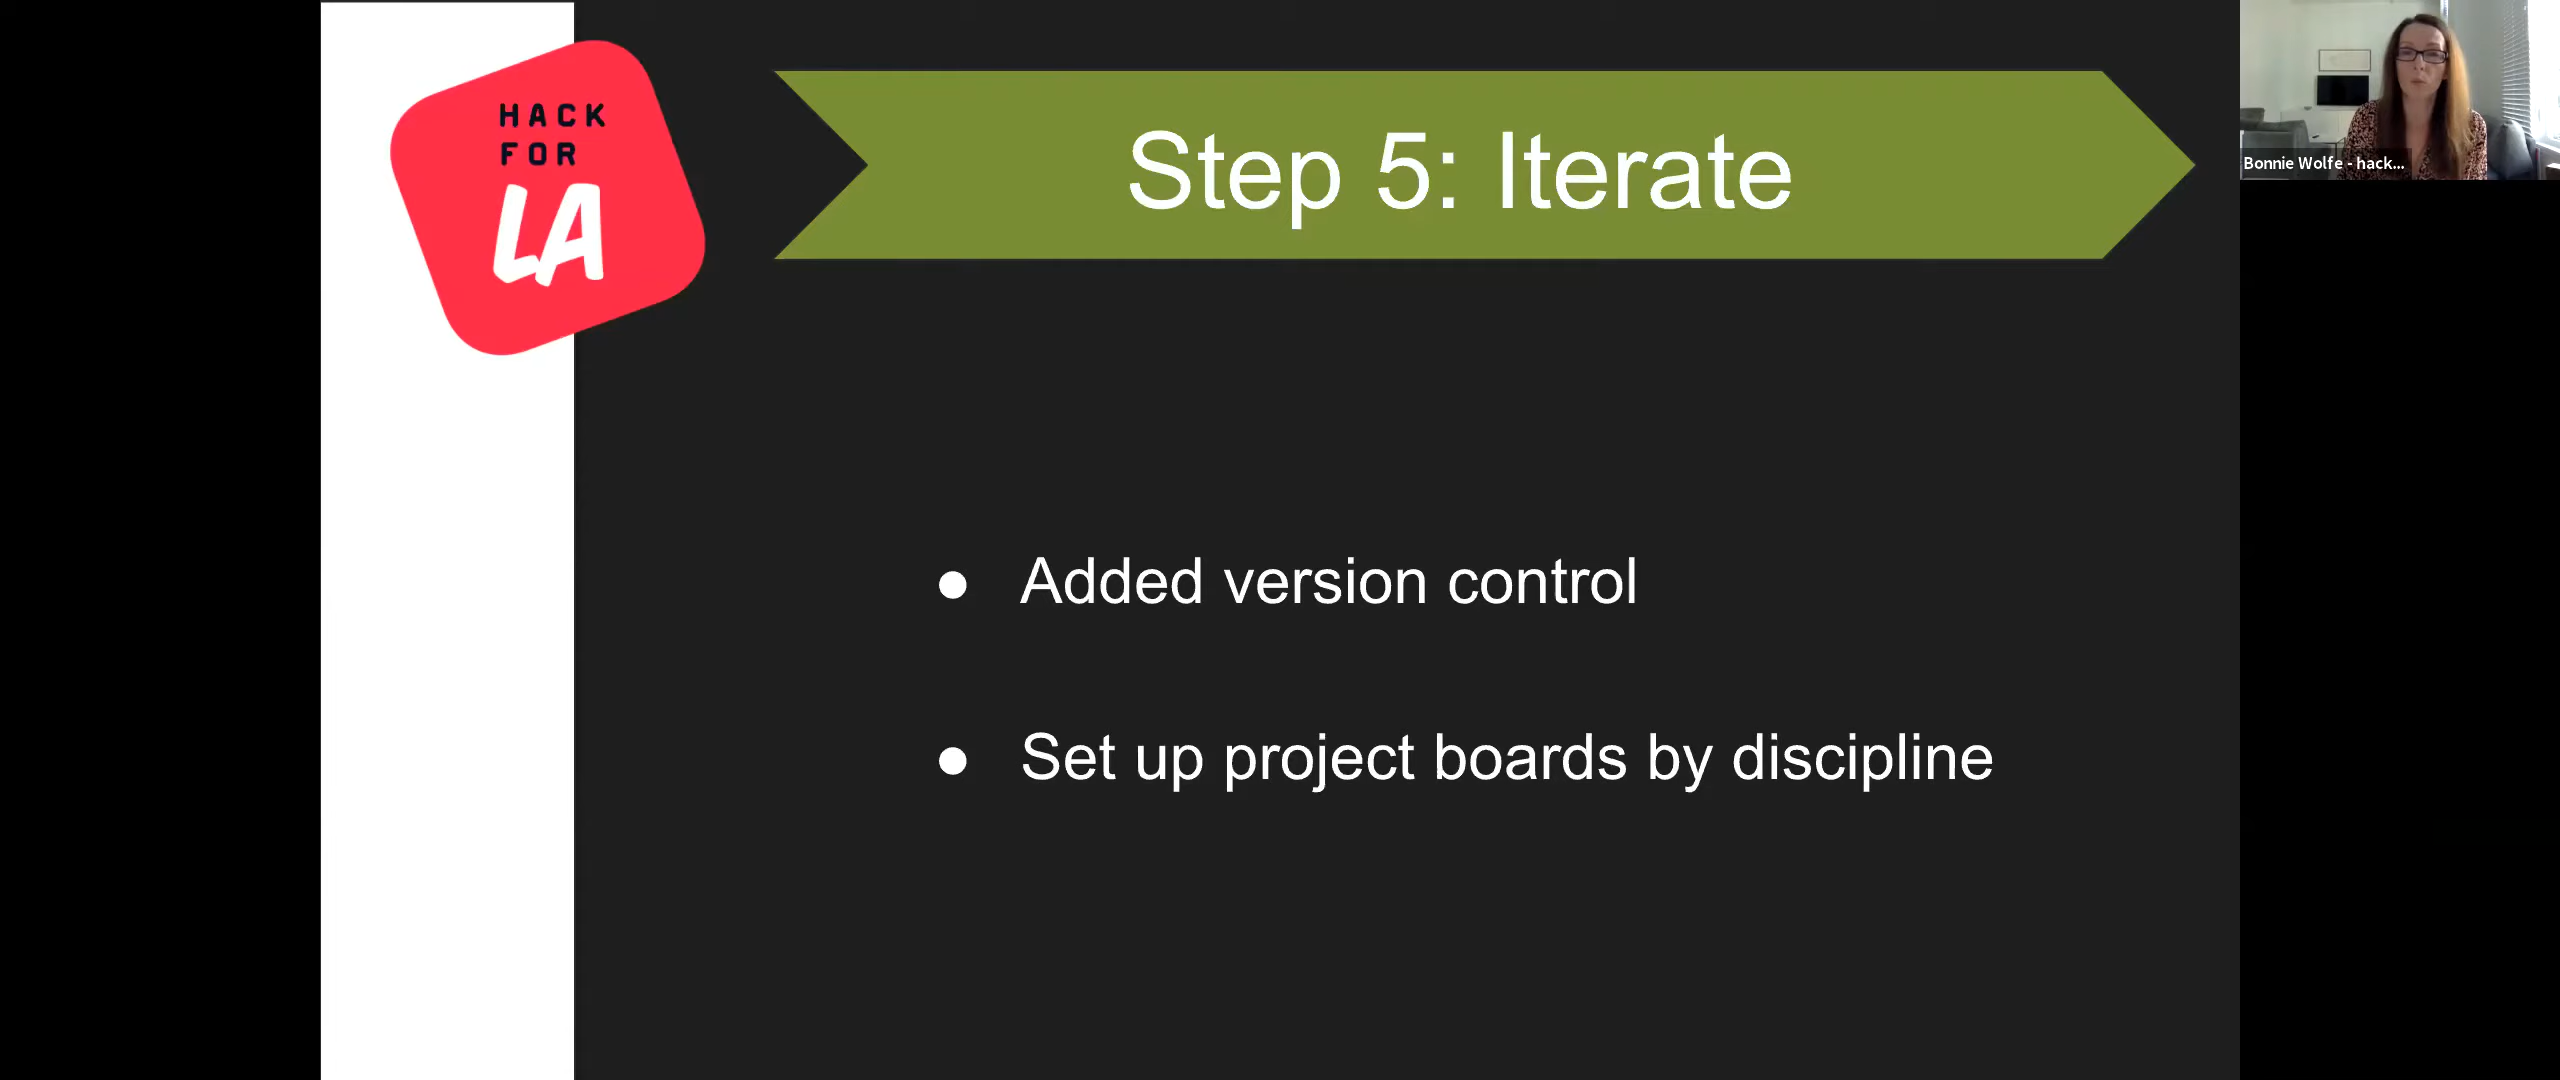 HACK
FOR
LA
Step 5: Iterate
Bonnie Wolfe - hack...
● Added version control
● Set up project boards by discipline